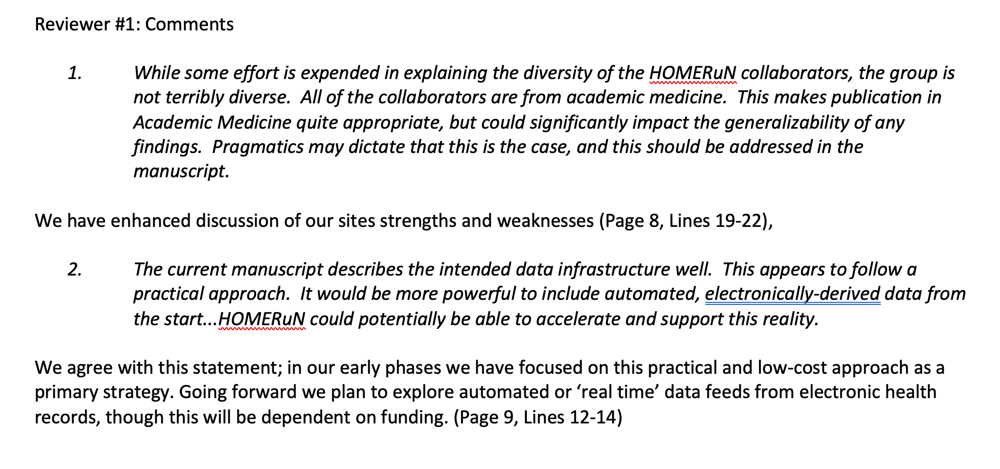 Reviewer #1: Comments
1. While some effort is expended in explaining the diversity of the HOMERuN collaborators, the group is
not terribly diverse.  All of the collaborators are from academic medicine.  This makes publication in
Academic Medicine quite appropriate, but could significantly impact the generalizability of any
findings.  Pragmatics may dictate that this is the case, and this should be addressed in the
manuscript.
We have enhanced discussion of our sites strengths and weaknesses (Page 8, Lines 19-22),
2. The current manuscript describes the intended data infrastructure well.  This appears to follow a
practical approach.  It would be more powerful to include automated, electronically-derived data from
the start...HOMERuN could potentially be able to accelerate and support this reality.
We agree with this statement; in our early phases we have focused on this practical and low-cost approach as a
primary strategy. Going forward we plan to explore automated or ‘real time’ data feeds from electronic health
records, though this will be dependent on funding. (Page 9, Lines 12-14)